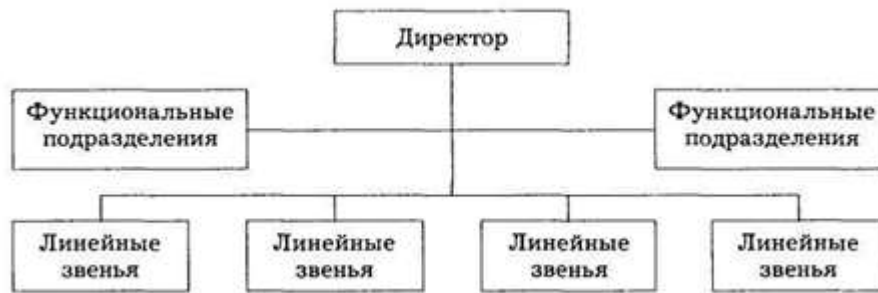 Директор
Функциональные
подразделения
Функциональные
подразделения
Линейные
звенья
Линейные
звенья
Линейные
звенья
Линейные
звенья